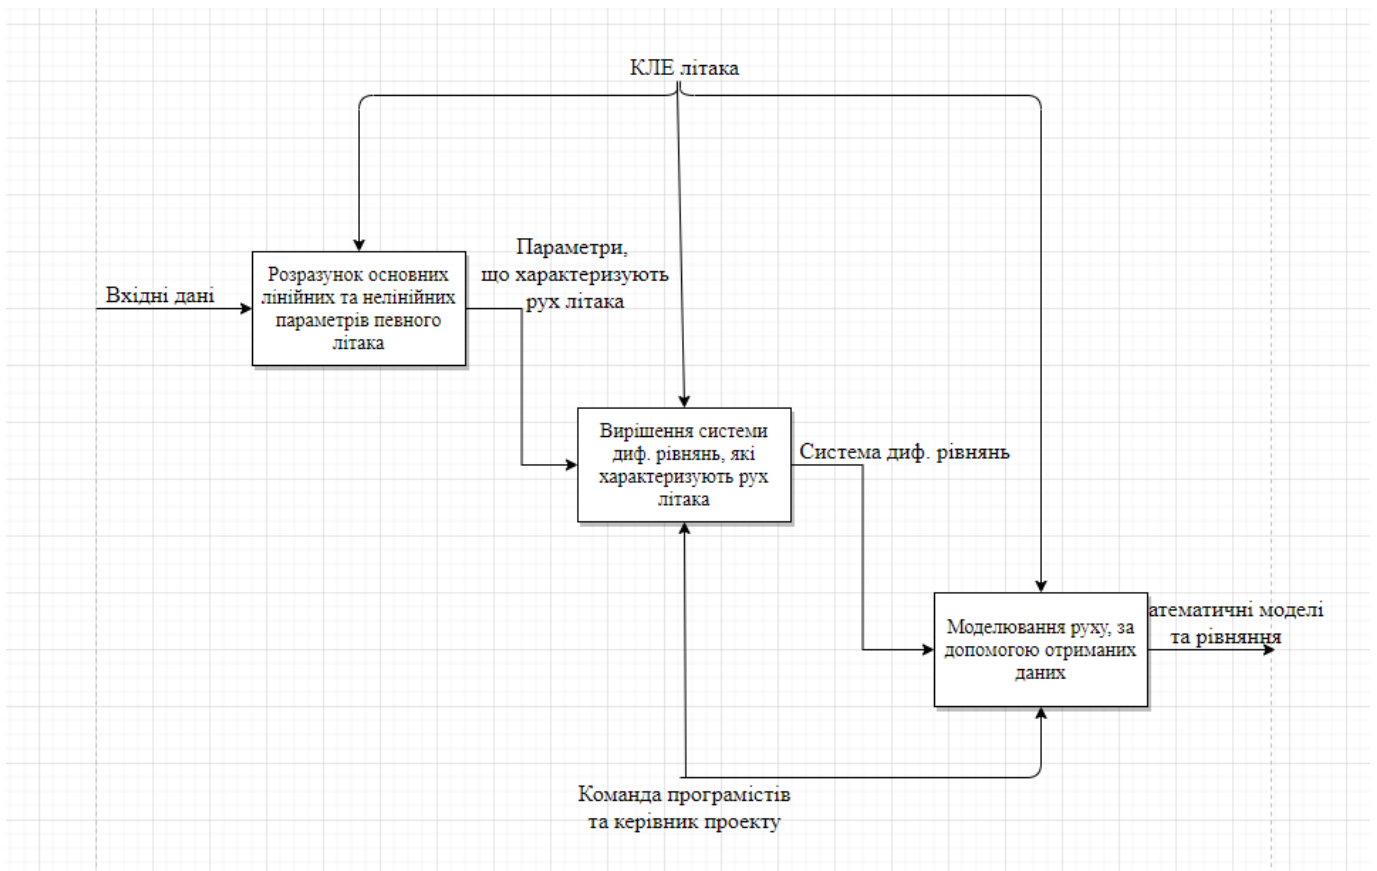 КЛЕ літака
Параметри,
що характеризують
рух літака
Вхідні дані
Розразунок основних
лінійних та нелінійних
параметрів певного
літака
Вирішення системи
диф. рівнянь, які
характеризують рух
літака
Система диф. рівнянь
Моделювання руху, за
допомогою отриманих
даних
атематичні моделі
та рівняння
Команда програмістів
та керівник проекту